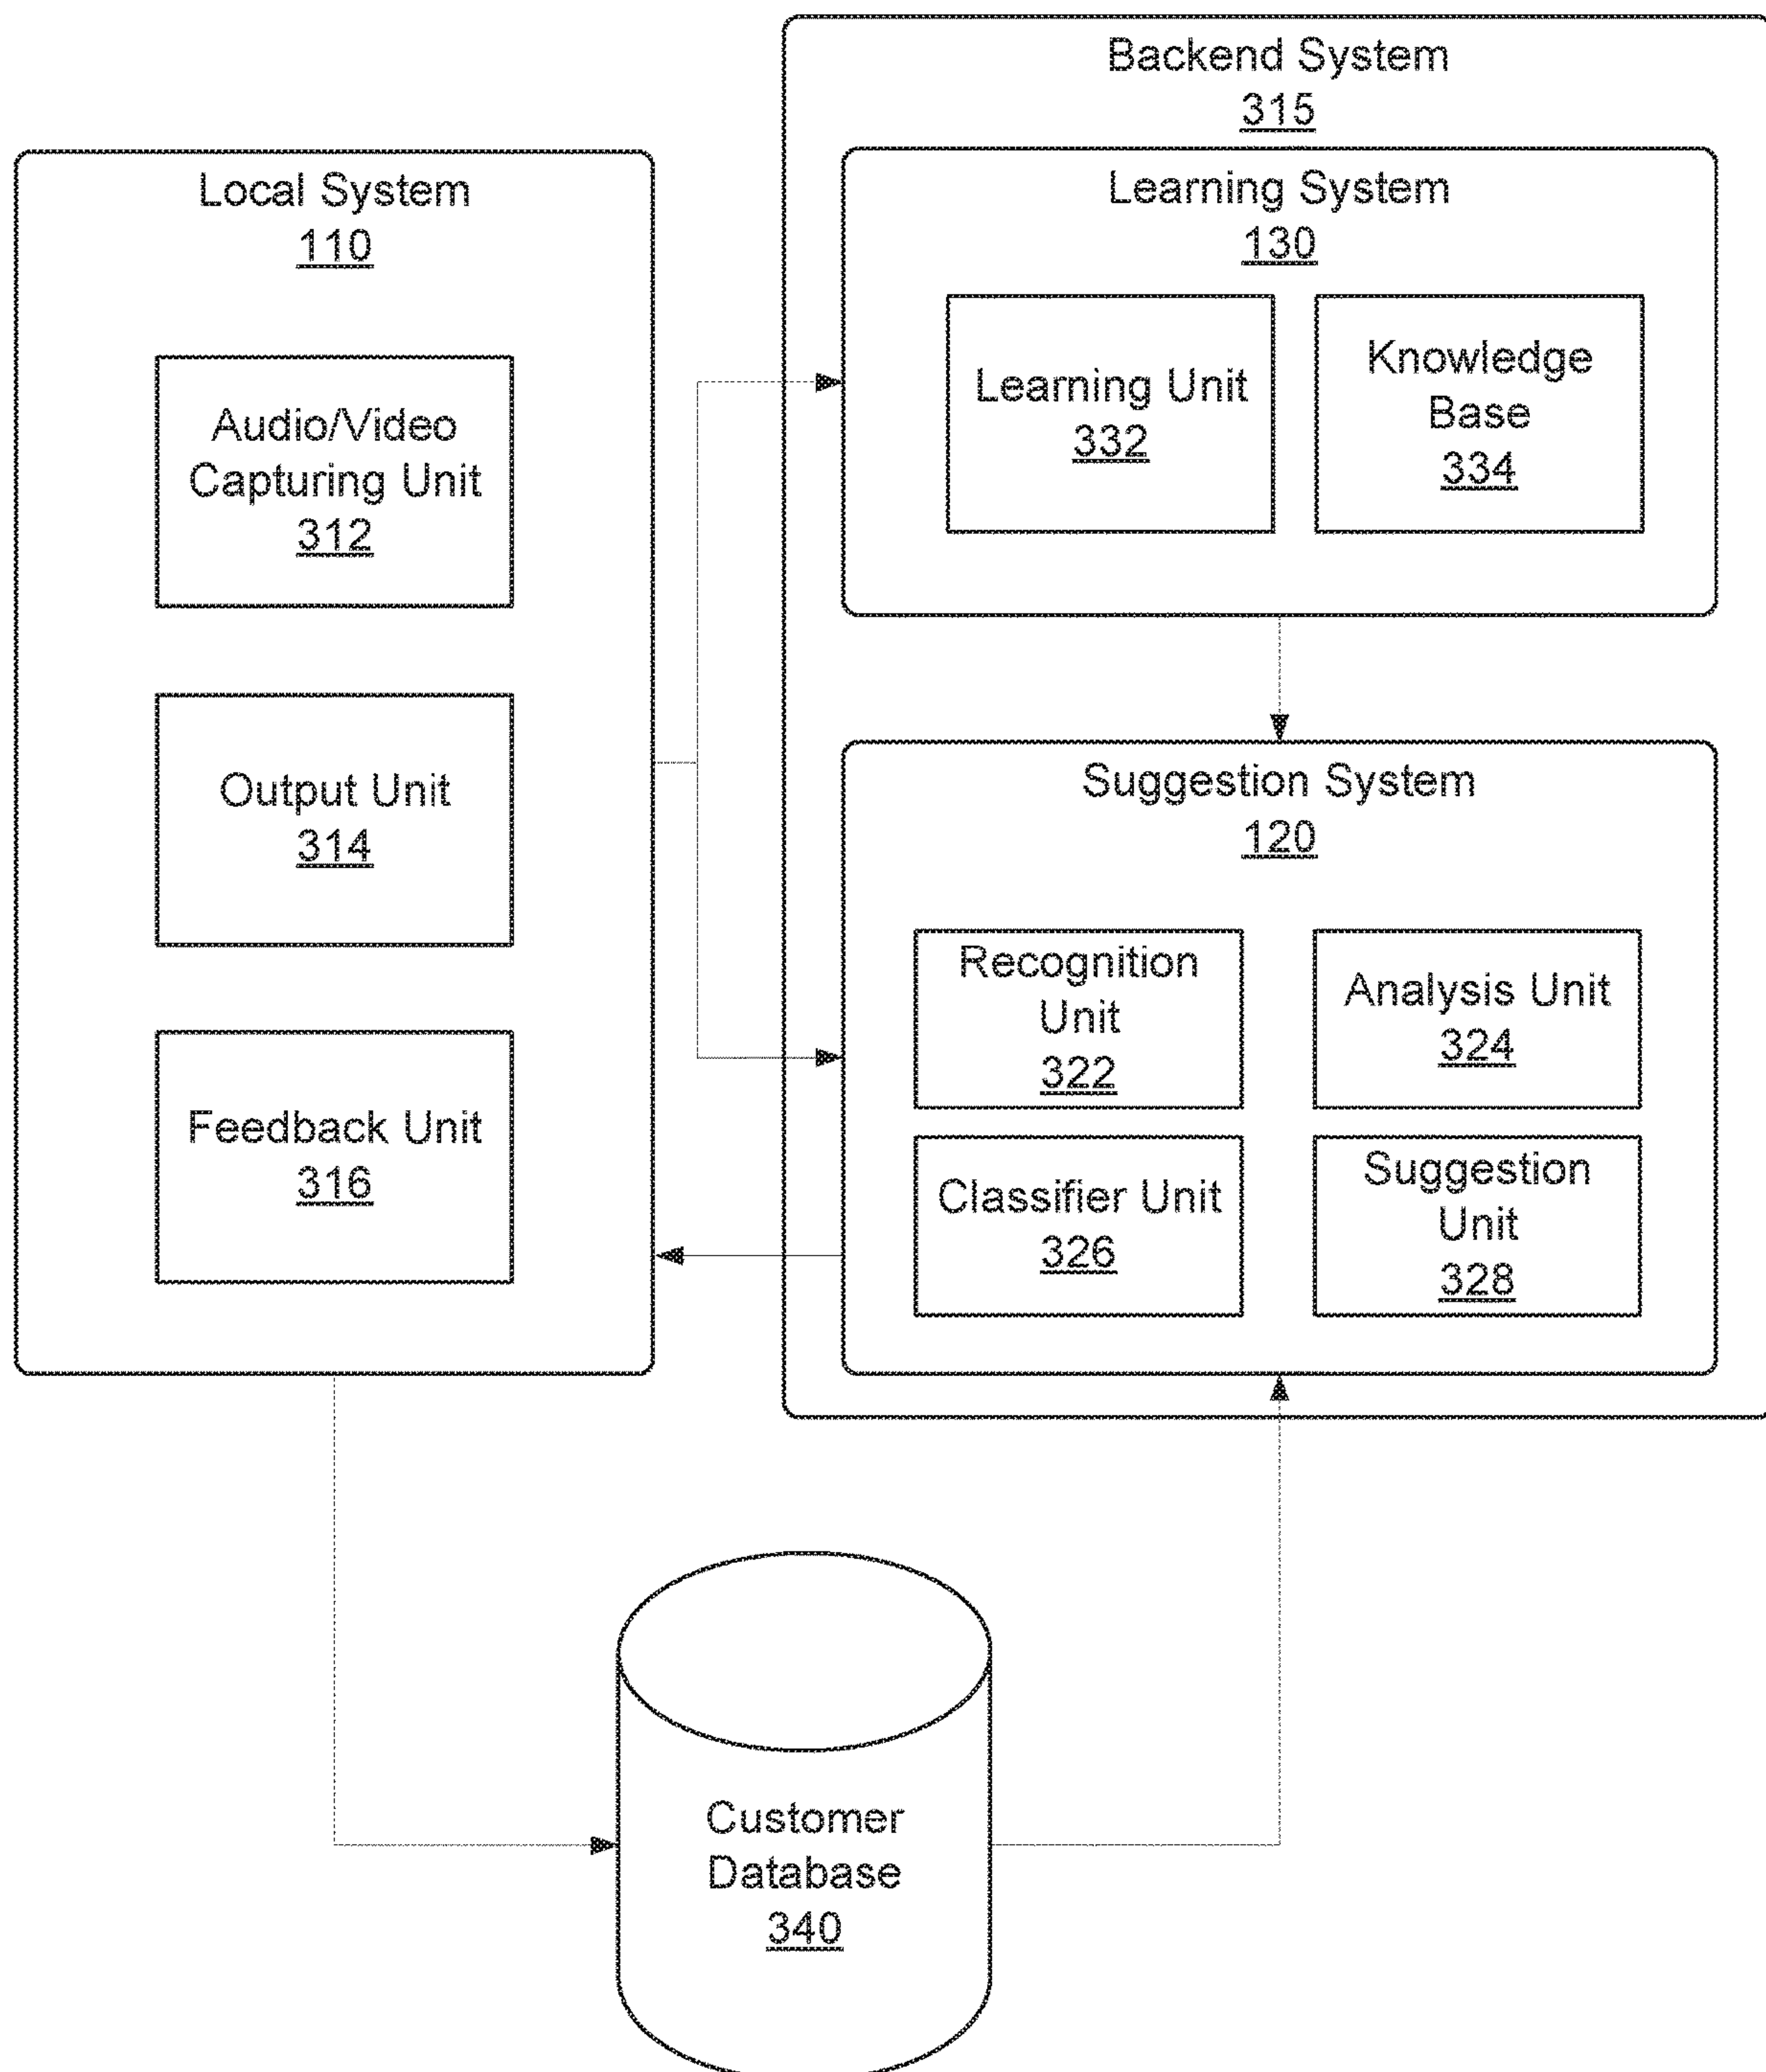 Backend System
315
Local System
110
Audio/Video
Capturing Unit
312
Output Unit
314
Feedback Unit
316
Learning System
130
Learning Unit
332
Knowledge
Base
334
Suggestion System
120
Recognition
Unit
322
Analysis Unit
324
Classifier Unit
326
Suggestion
Unit
328
Customer
Database
340